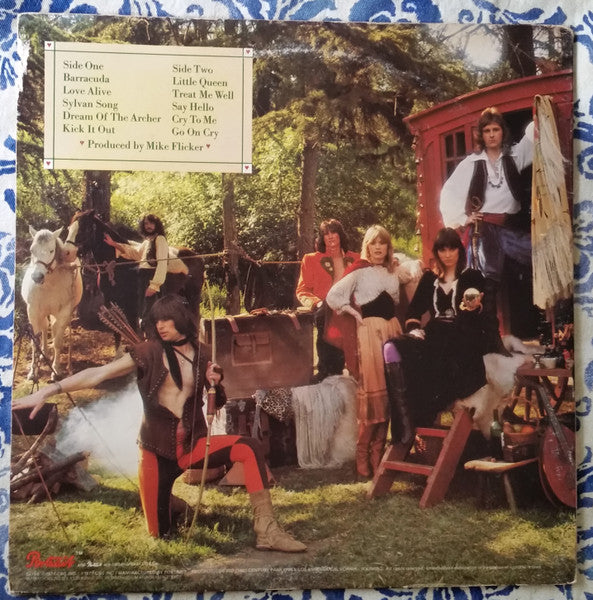 Side One
Barracuda
Love Alive
Sylvan Song
Dream Of The Archer
Kick It Out
Side Two
Little Queen
Treat Me Well
Say Hello
Cry To Me
Go On Cry
Produced by Mike Flicker
Portrait
TM